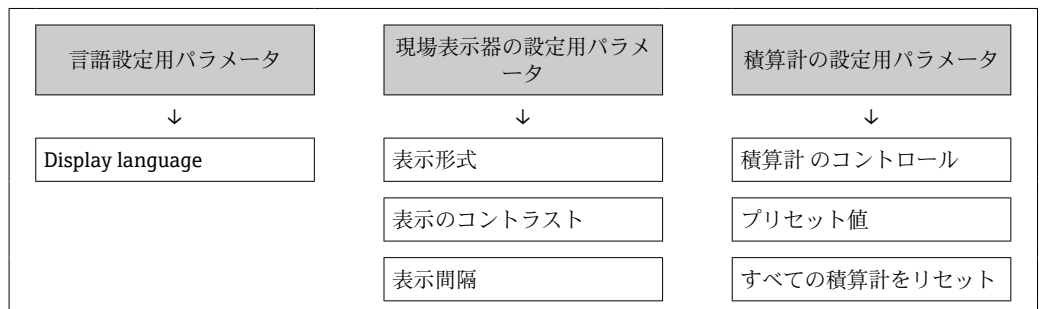 言語設定用パラメータ
↓
Display language
現場表示器の設定用パラメ
ータ
↓
表示形式
表示のコントラスト
表示間隔
積算計の設定用パラメータ
↓
積算計 のコントロール
プリセット値
すべての積算計をリセット